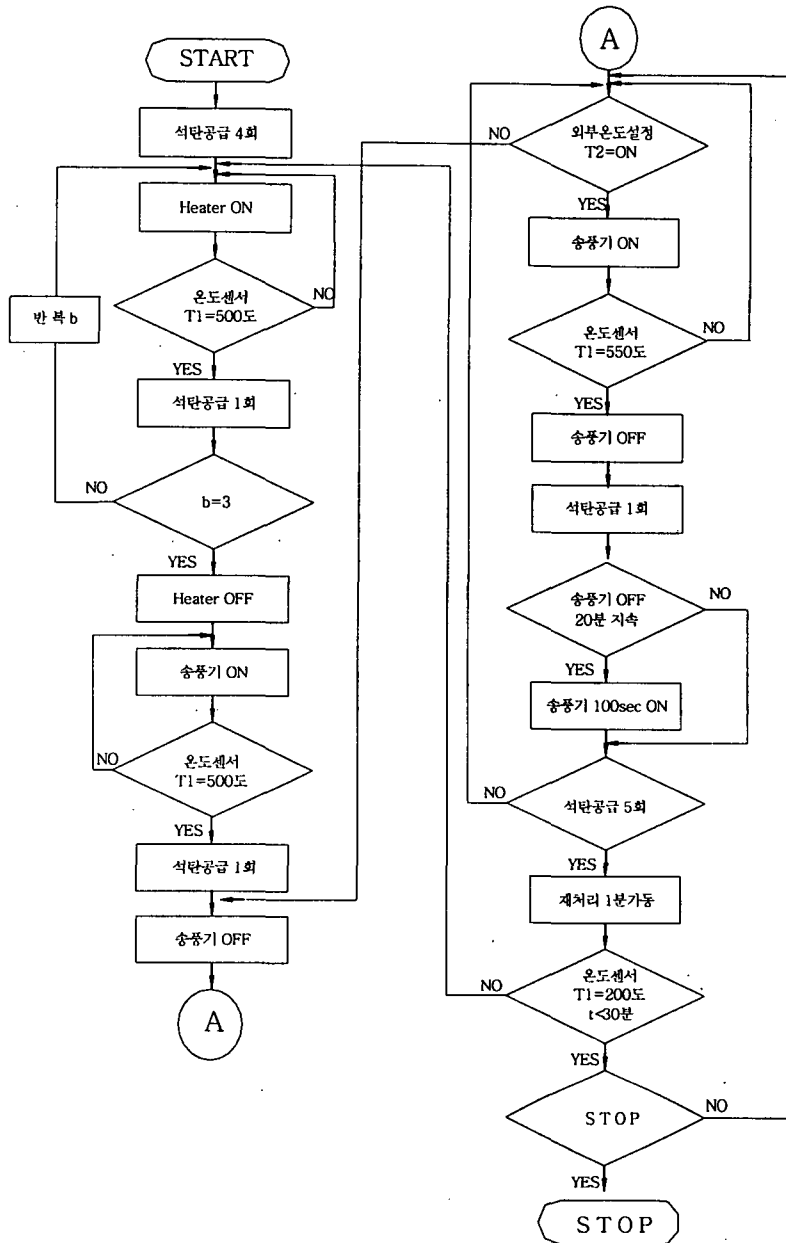 START
석탄공급 4회
Heater ON
온도센서
T1=500도
NO
반 복 b
YES
석탄공급 1회
NO
b=3
YES
Heater OFF
송풍기 ON
NO
온도센서
T1=500도
YES
석탄공급 1회
송풍기 OFF
A
A
NO
외부온도설정
T2=ON
YES
송풍기 ON
온도센서
T1=550도
NO
YES
송풍기 OFF
석탄공급 1회
송풍기 OFF
20분 지속
NO
YES
송풍기 100sec ON
NO
석탄공급 5회
YES
재처리 1분가동
NO
온도센서
T1=200도
t<30분
YES
STOP
NO
YES
STOP